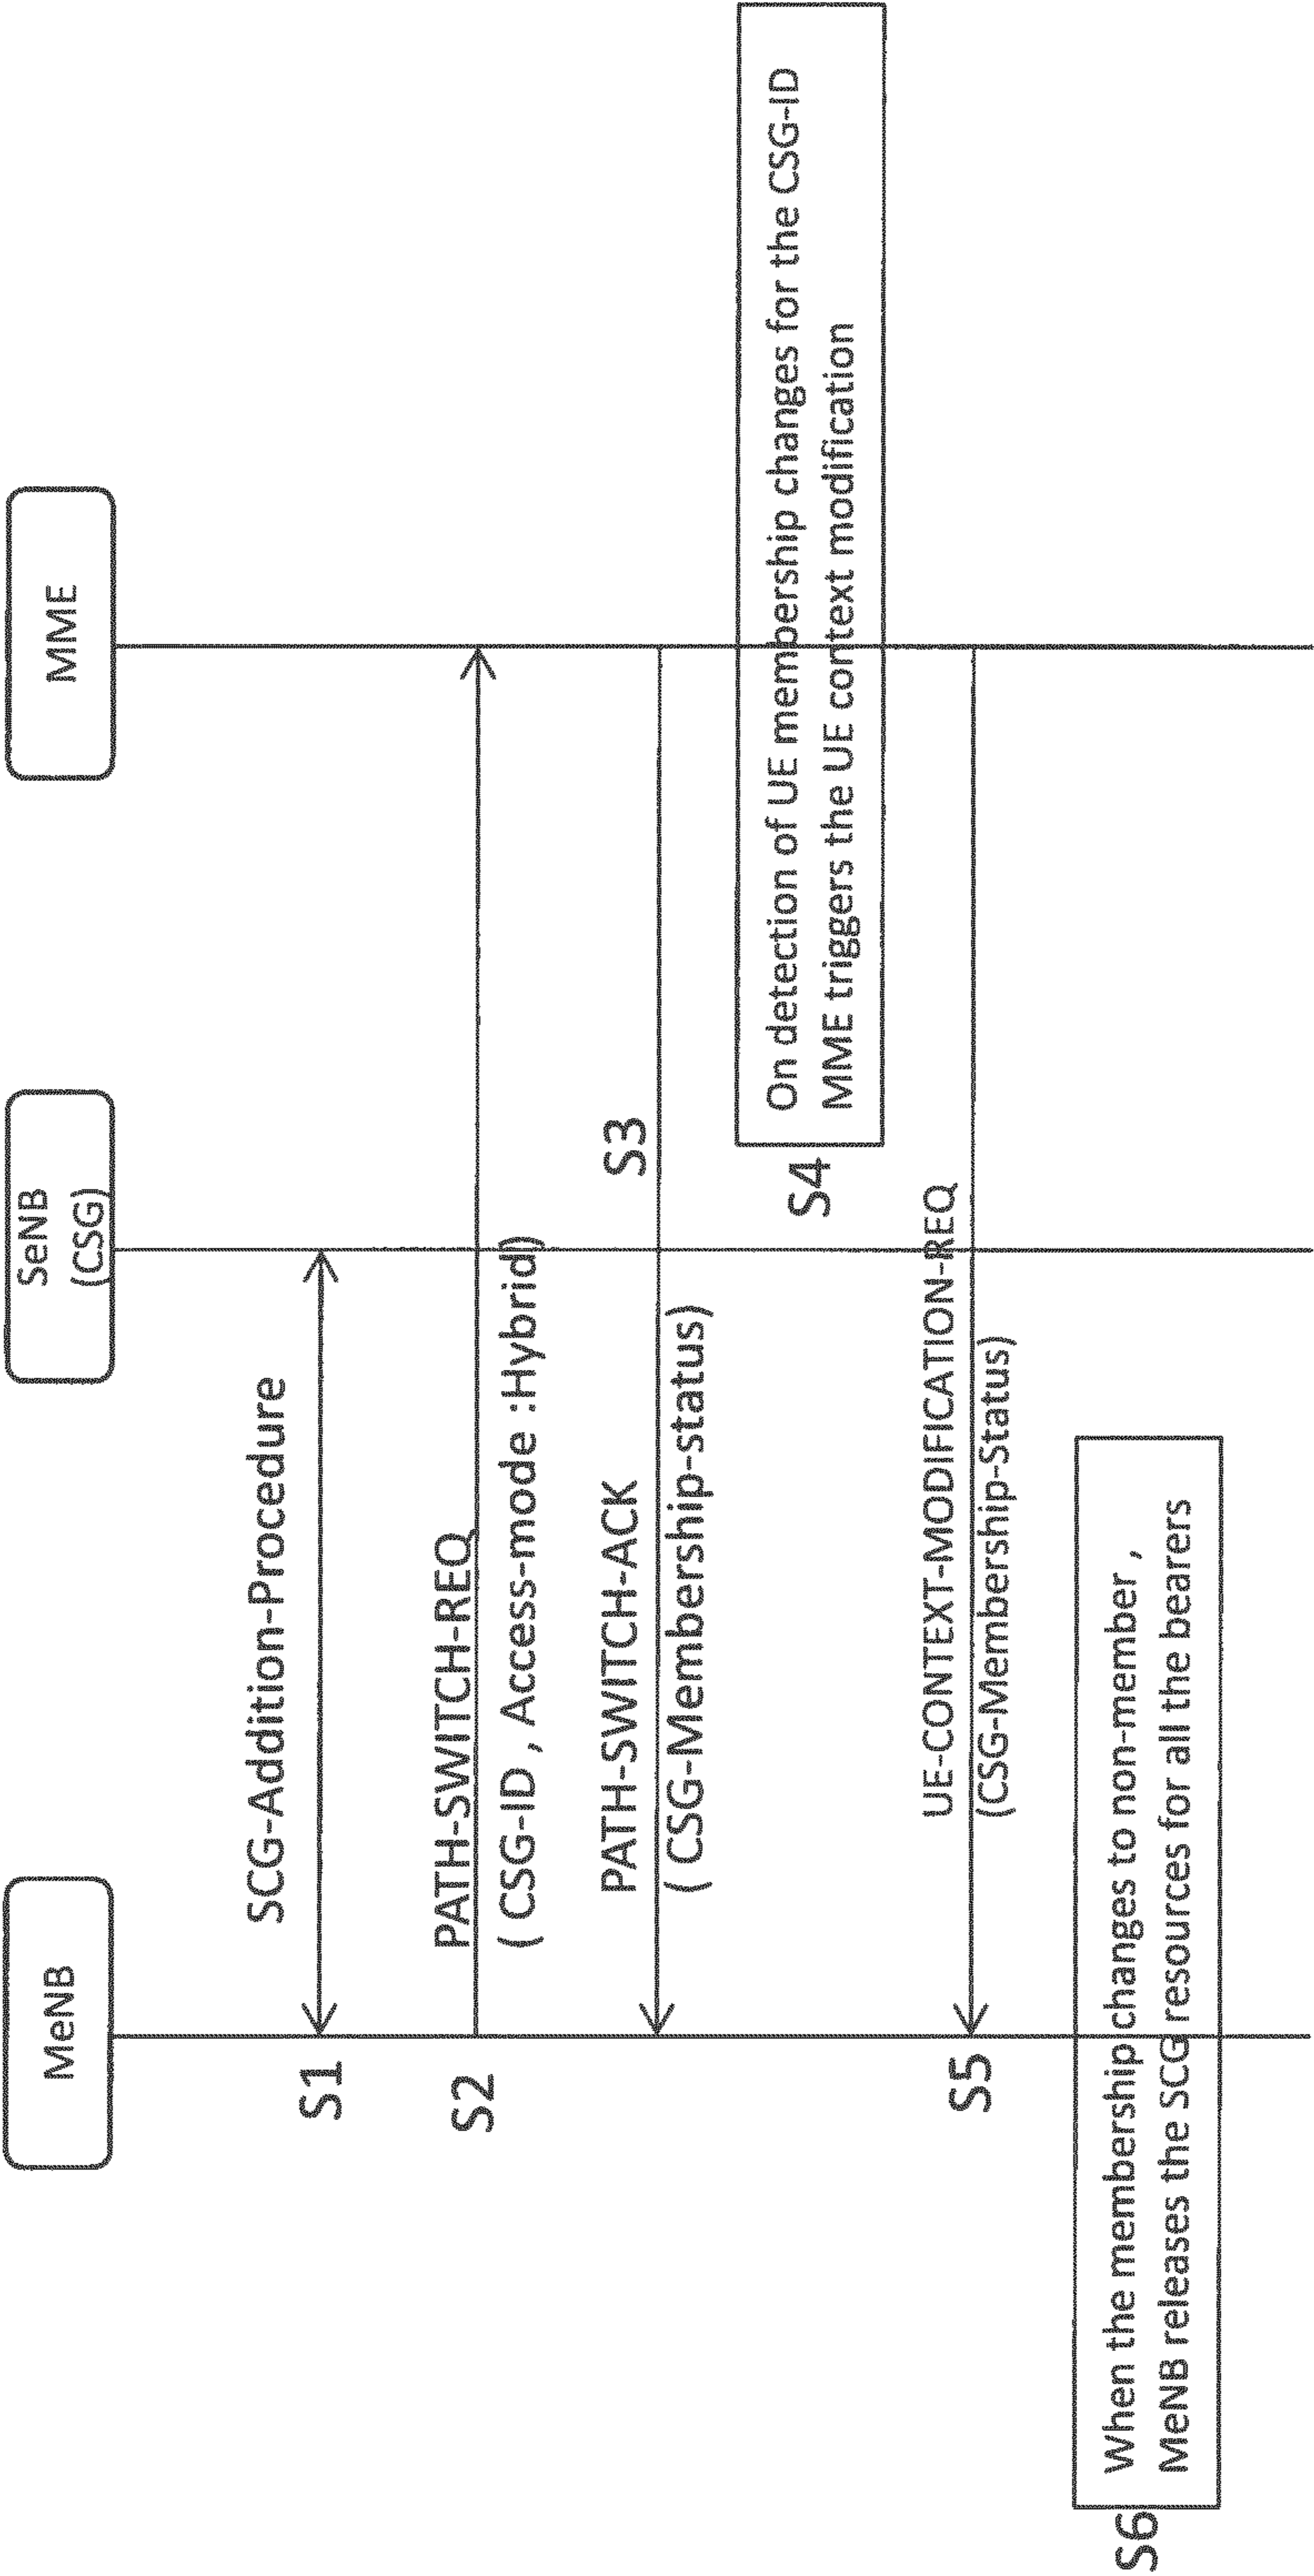 MeNB
SeNB
(CSG)
MME
SCG-Addition-Procedure
S1
PATH-SWITCH-REQ
S2
( CSG-ID , Access-mode :Hybrid)
S3
PATH-SWITCH-ACK
( CSG-Membership-status)
S4
On detection of UE membership changes for the CSG-ID
MME triggers the UE context modification
UE-CONTEXT-MODIFICATION-REQ
S5
(CSG-Membership-Status)
S6
When the membership changes to non-member ,
MeNB releases the SCG resources for all the bearers